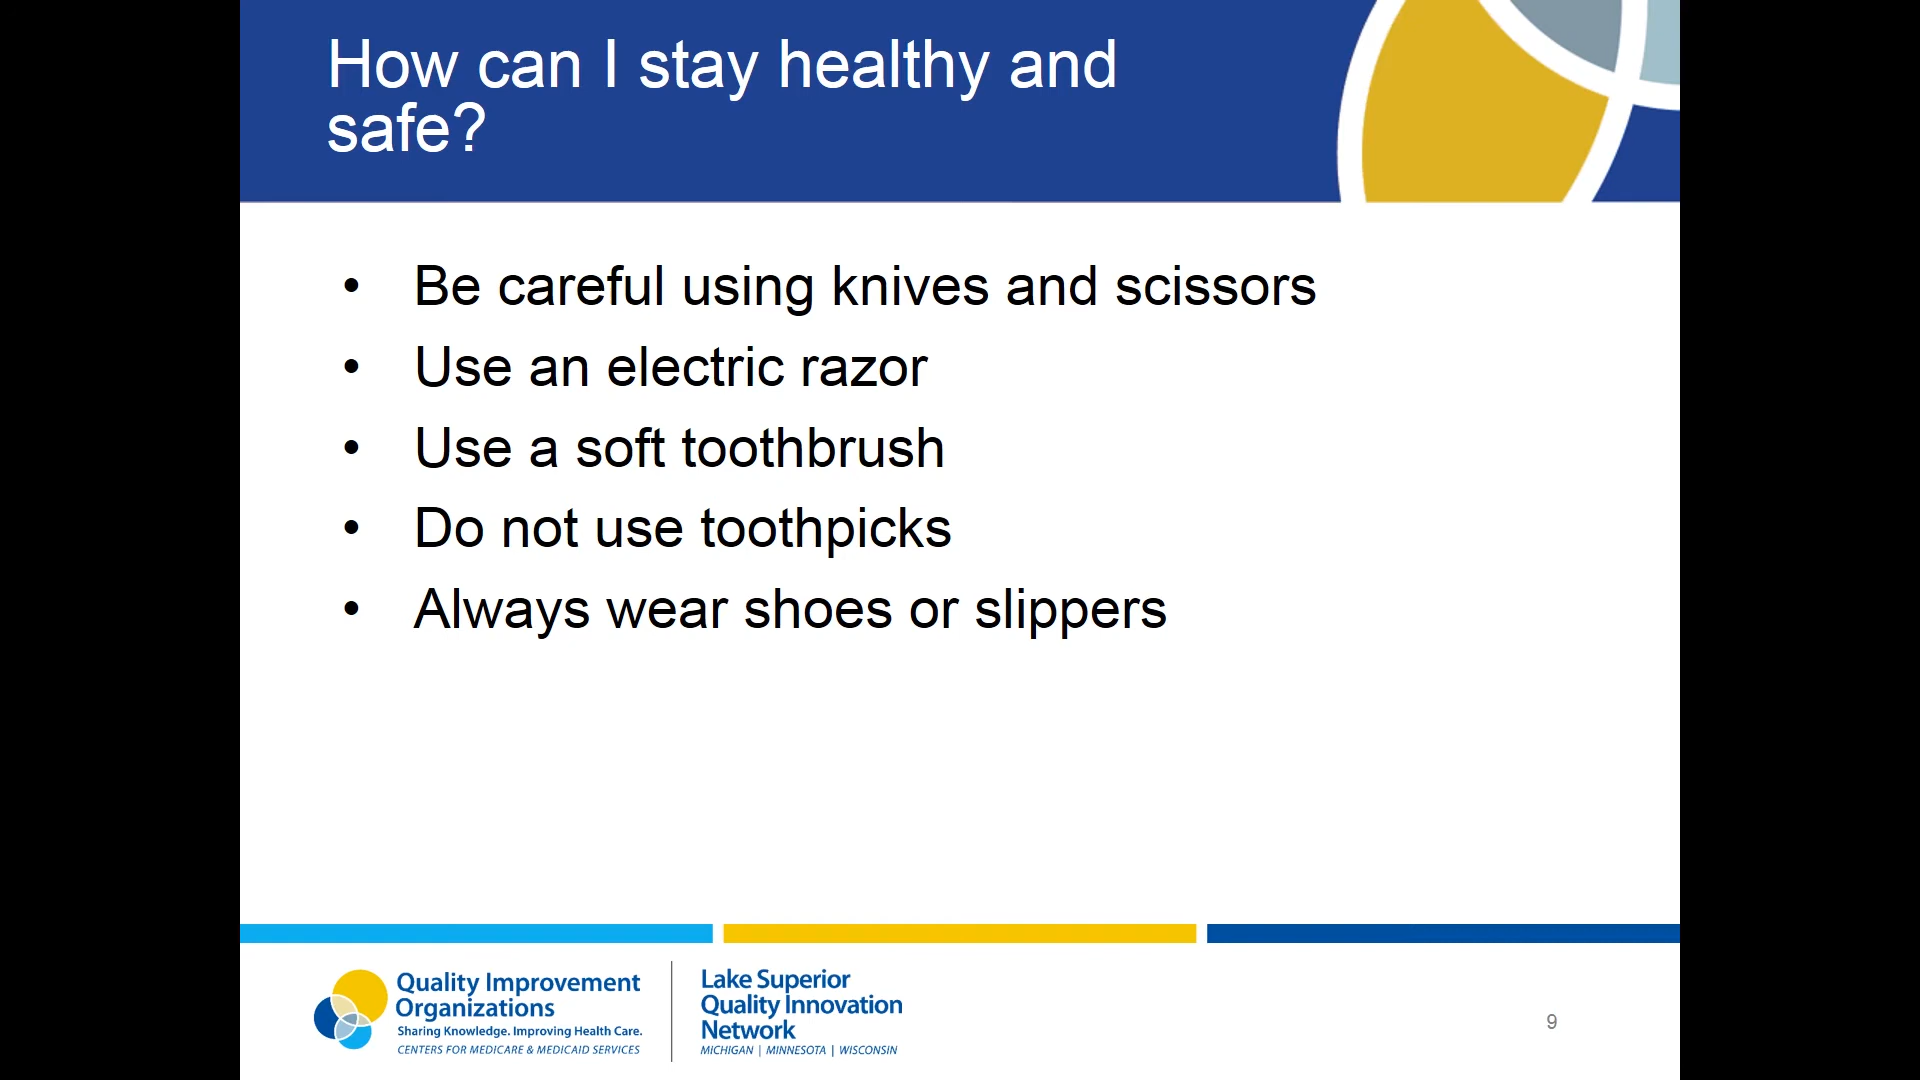 How can I stay healthy and
safe?
• Be careful using knives and scissors
• Use an electric razor
• Use a soft toothbrush
• Do not use toothpicks
• Always wear shoes or slippers
Quality Improvement
Organizations
Sharing Knowledge. Improving Health Care.
CENTERS FOR MEDICARE & MEDICAID SERVICES
Lake Superior
Quality Innovation
Network
MICHIGAN | MINNESOTA | WISCONSIN
9